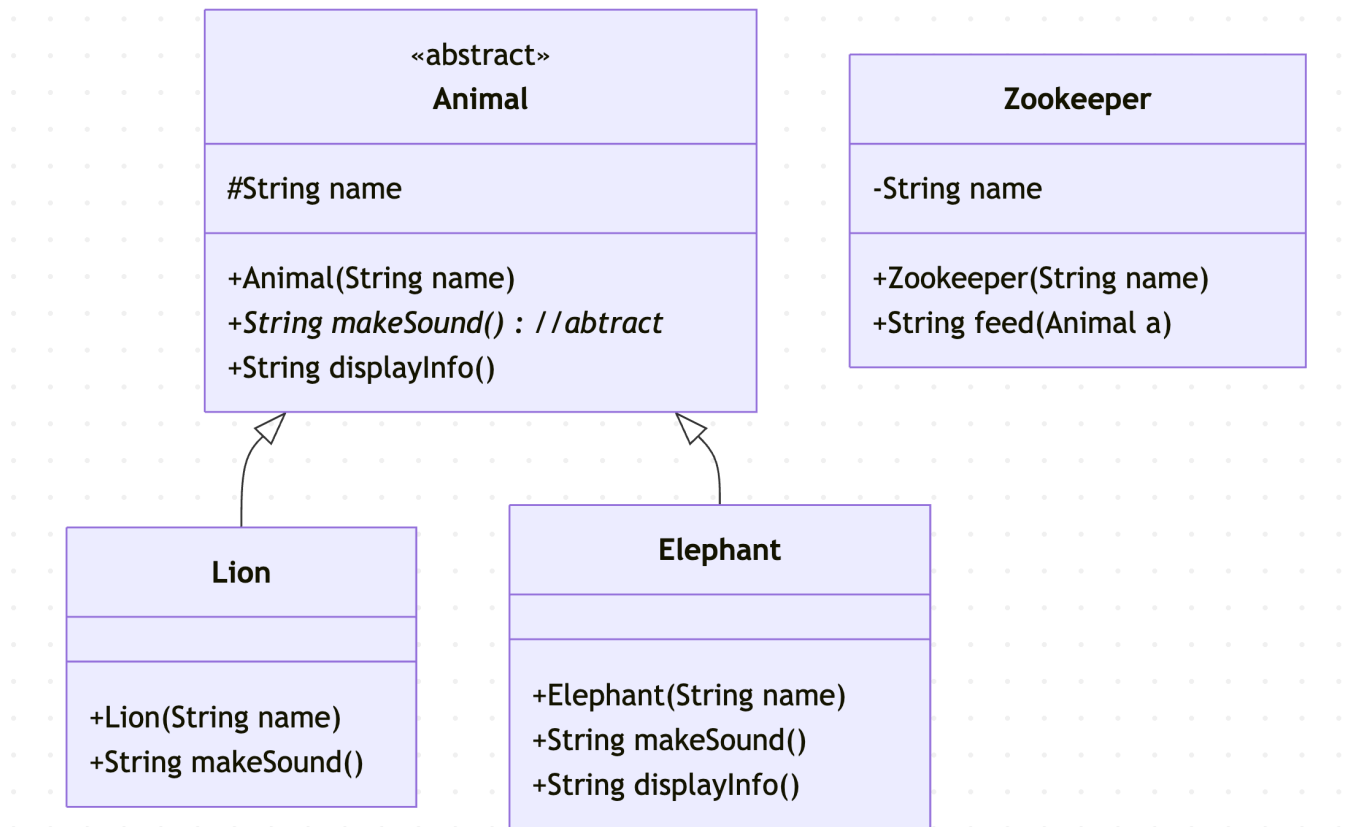 «abstract»
Animal
#String name
+Animal(String name)
+String makeSound() : //abtract
+String displayInfo()
Zookeeper
-String name
+Zookeeper(String name)
+String feed(Animal a)
Lion
+Lion(String name)
+String makeSound()
Elephant
+Elephant(String name)
+String makeSound()
+String displayInfo()